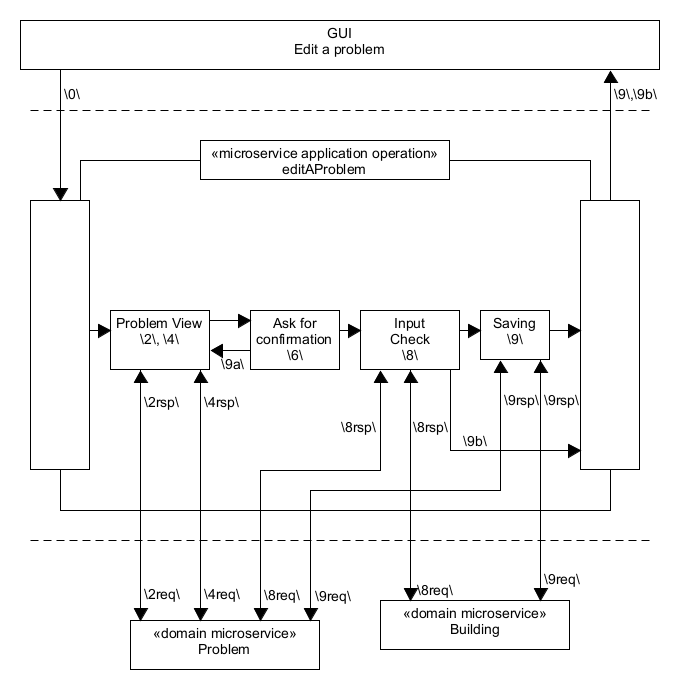 GUI
Edit a problem
\0\
\9\,\9b\
«microservice application operation»
editAProblem
Problem View
\2\, \4\
Ask for
confirmation
\6\
Input
Check
\8\
Saving
\9\
\9a\
\2rsp\
\4rsp\
\8rsp\
\8rsp\
\9rsp\
\9rsp\
\9b\
\2req\
\4req\
\8req\
\9req\
\8req\
\9req\
«domain microservice»
Problem
«domain microservice»
Building